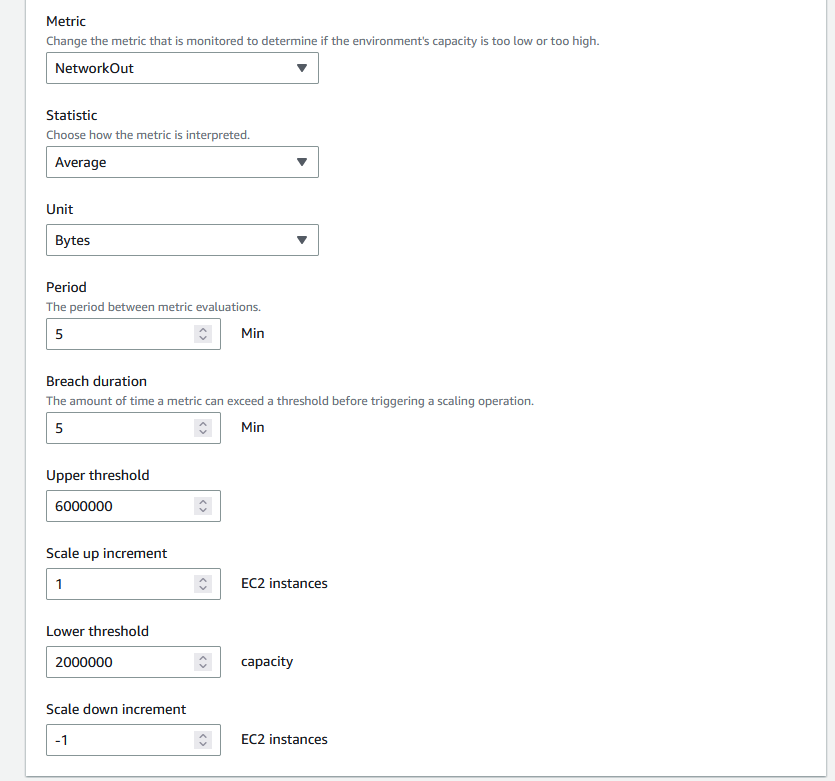 Metric
Change the metric that is monitored to determine if the environment's capacity is too low or too high.
NetworkOut
Statistic
Choose how the metric is interpreted.
Average
Unit
Bytes
Period
The period between metric evaluations.
5 Min
Breach duration
The amount of time a metric can exceed a threshold before triggering a scaling operation.
5 Min
Upper threshold
6000000
Scale up increment
1 EC2 instances
Lower threshold
2000000 capacity
Scale down increment
-1 EC2 instances